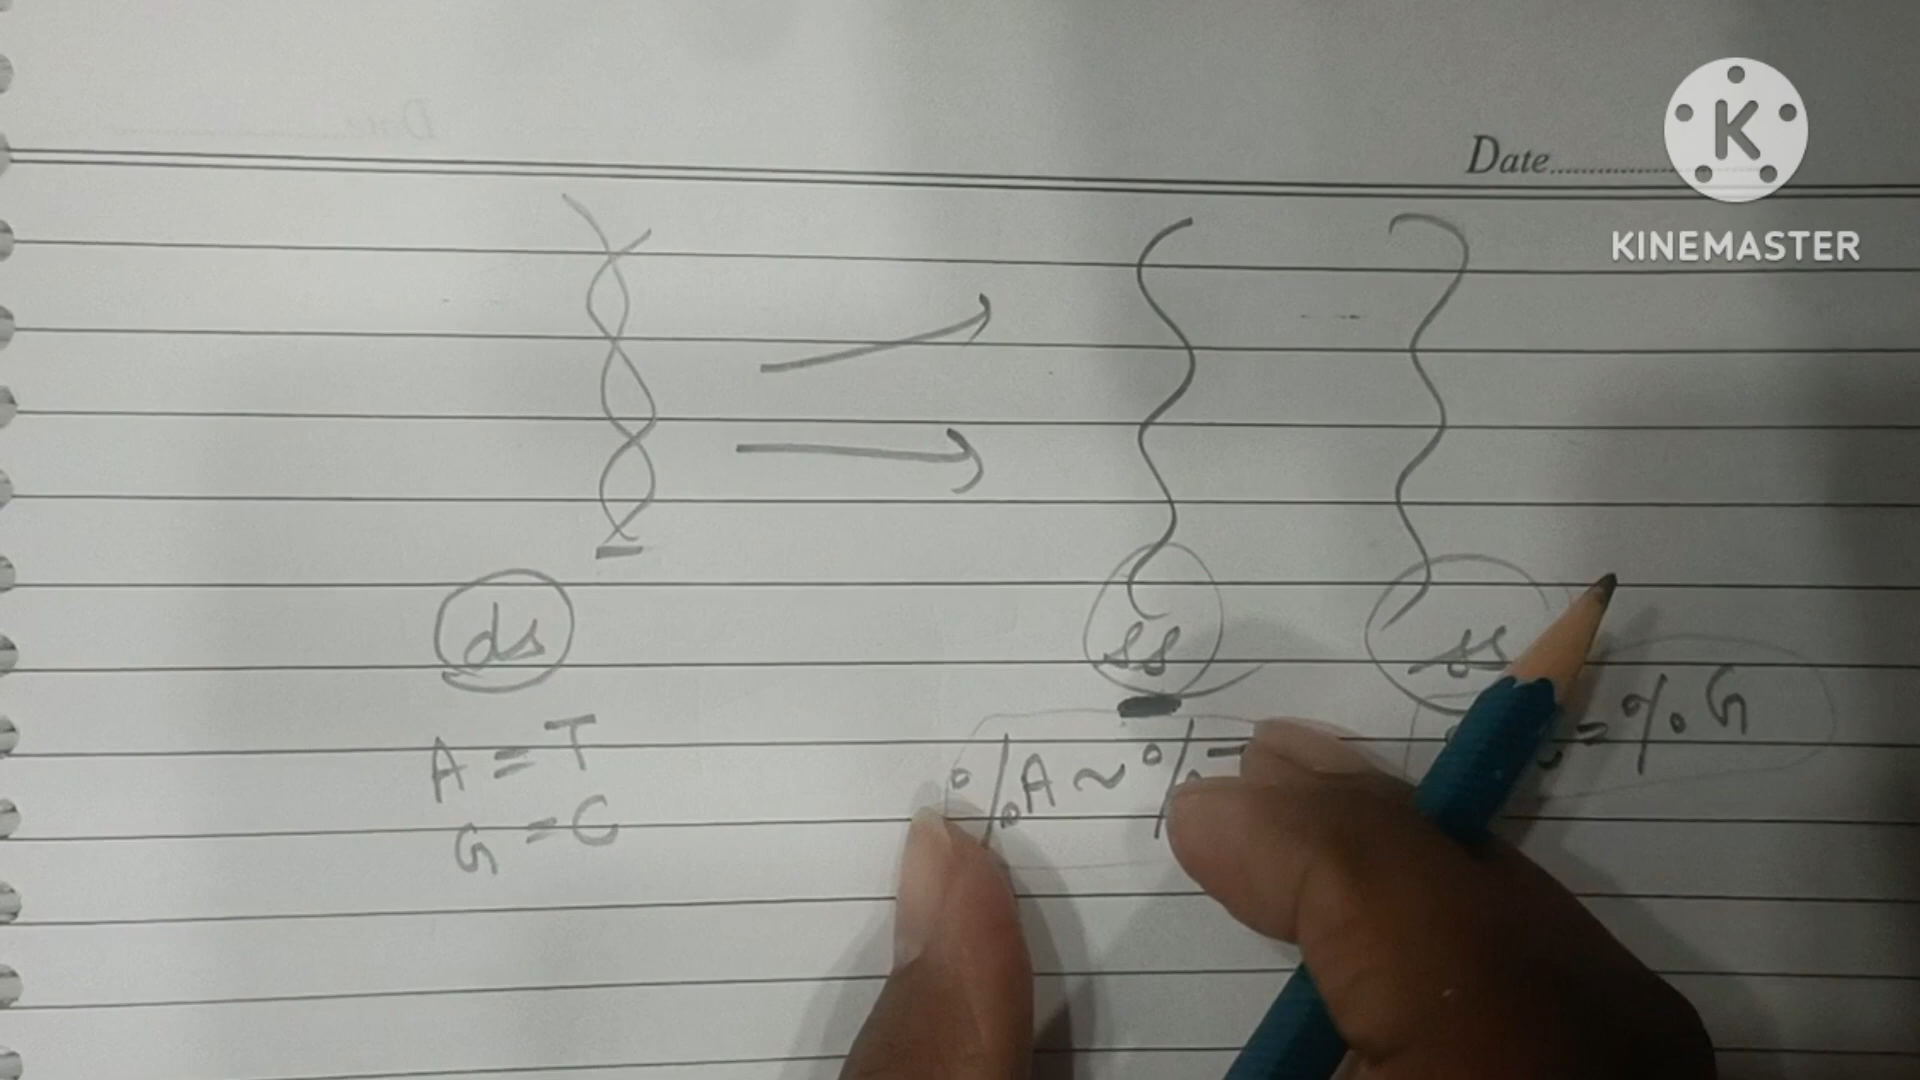 Date..............
KINEMASTER
ds
ss
ss
A = T
G = C
%A ~ %T
= %G